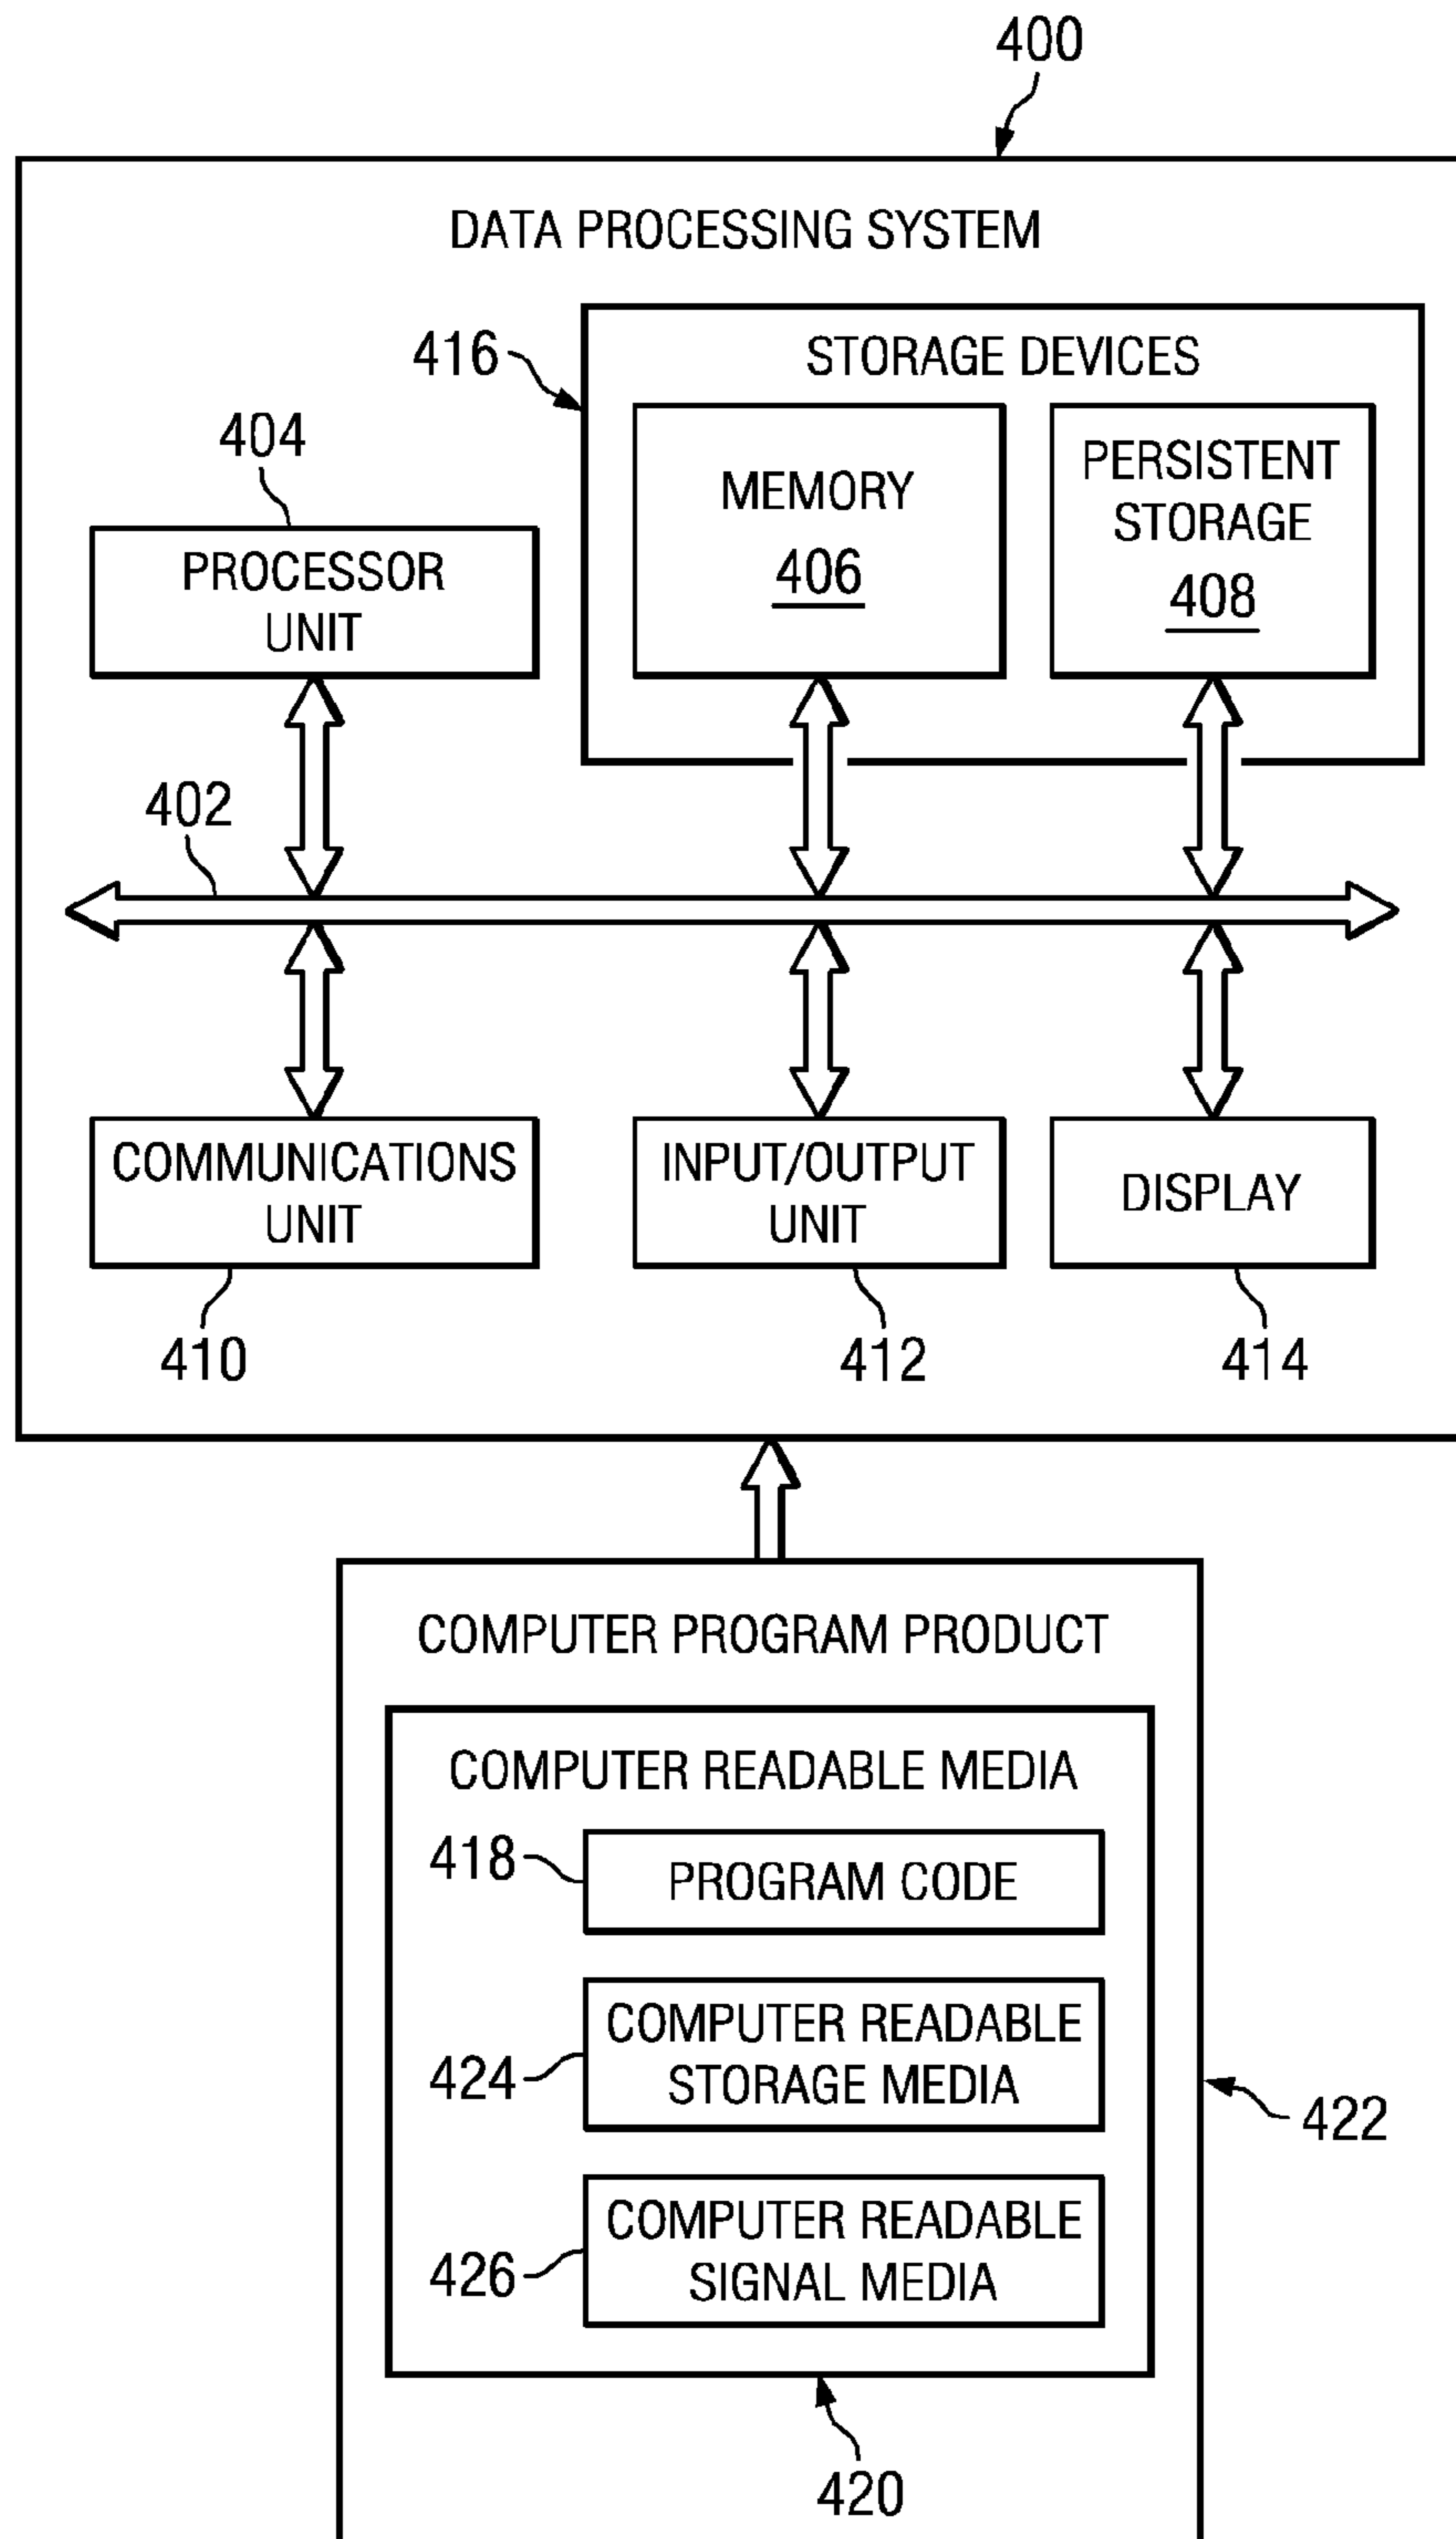 400
DATA PROCESSING SYSTEM
416
STORAGE DEVICES
404
MEMORY
406
PERSISTENT
STORAGE
408
PROCESSOR
UNIT
402
COMMUNICATIONS
UNIT
INPUT/OUTPUT
UNIT
DISPLAY
410
412
414
COMPUTER PROGRAM PRODUCT
COMPUTER READABLE MEDIA
418
PROGRAM CODE
424
COMPUTER READABLE
STORAGE MEDIA
422
426
COMPUTER READABLE
SIGNAL MEDIA
420